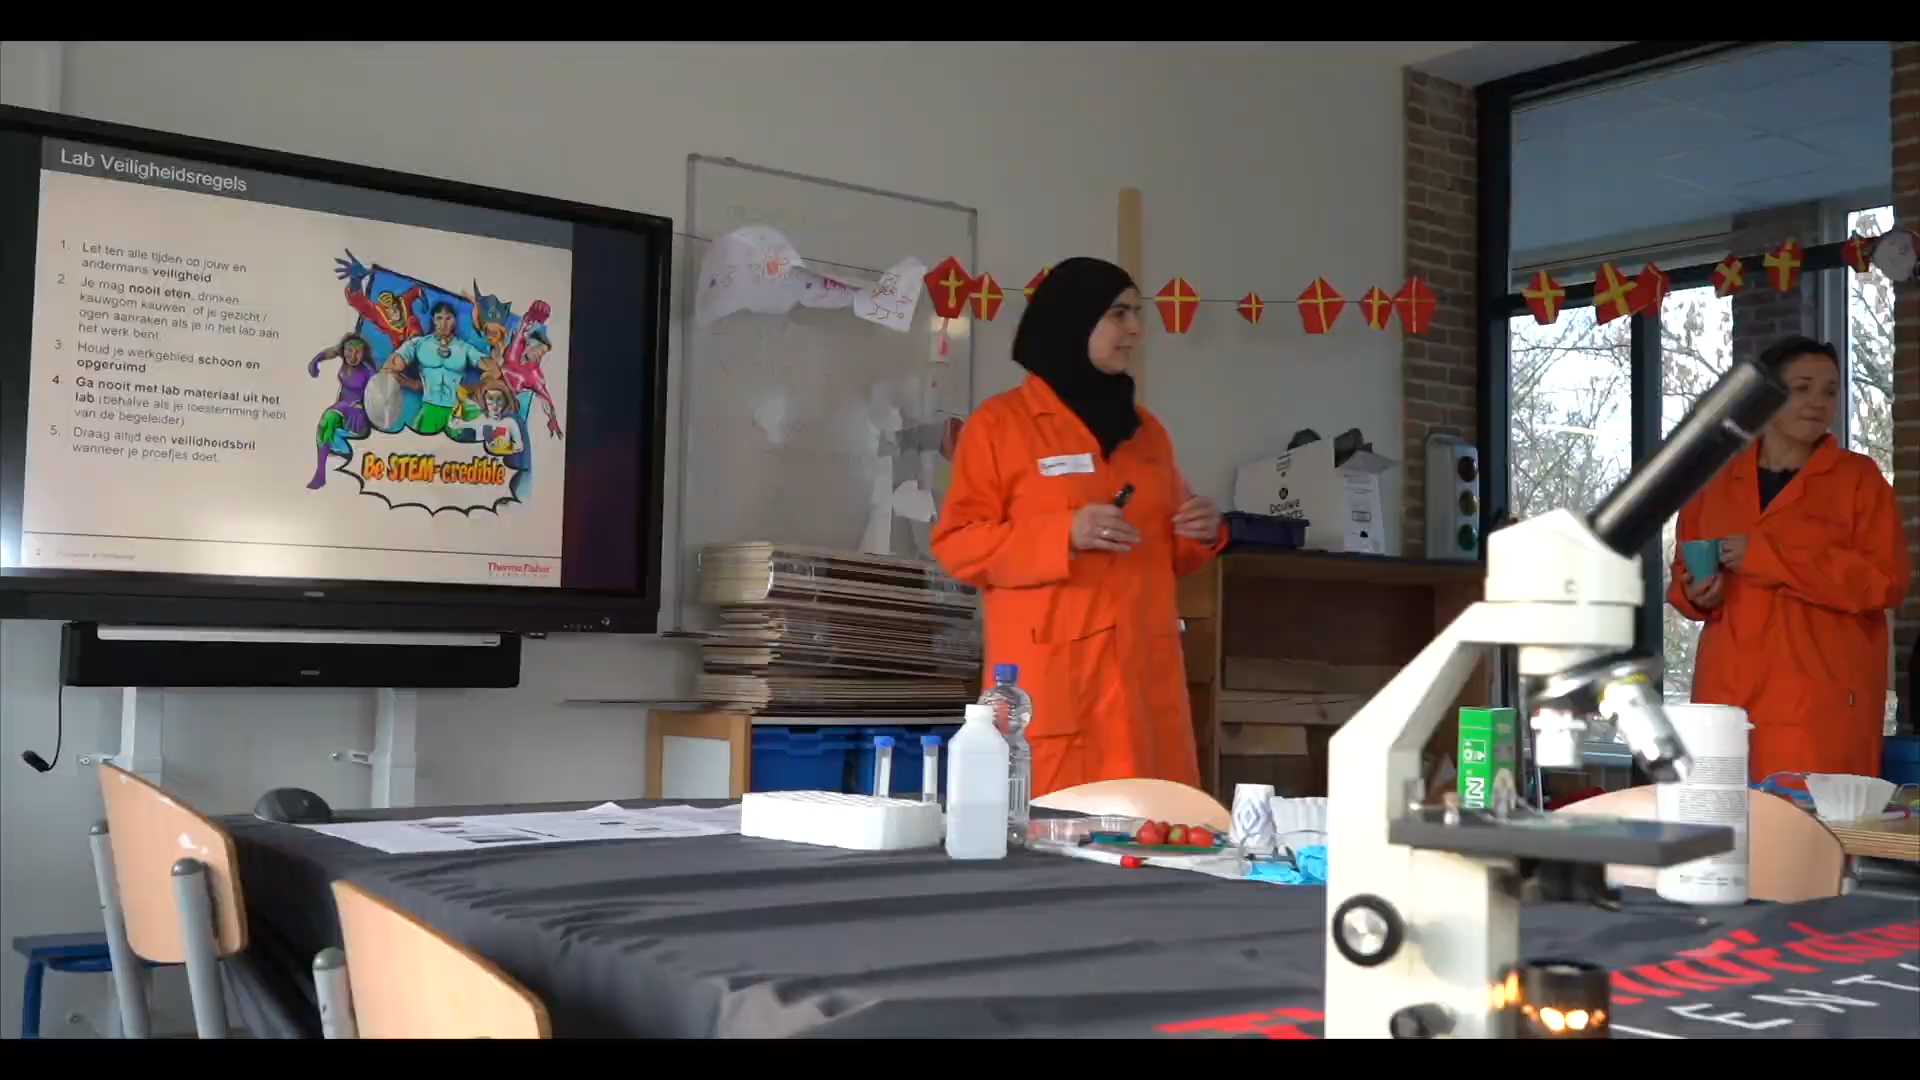 Lab Veiligheidsregels
1. Let ten alle tijden op jouw en
andermans veiligheid
2. Je mag nooit eten, drinken
kauwgom kauwen, of je gezicht /
ogen aanraken als je in het lab aan
het werk bent.
3. Houd je werkgebied schoon en
opgeruimd
4. Ga nooit met lab materiaal uit het
lab (behalve als je toestemming hebt
van de begeleider)
5. Draag altijd een veilidheidsbril
wanneer je proefjes doet.
Be STEM-credible
2
Thermo Fisher
Douwe